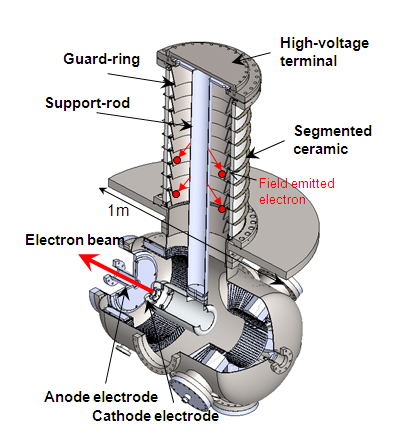 High-voltage
terminal
Guard-ring
Support-rod
Segmented
ceramic
Field emitted
electron
1m
Electron beam
Anode electrode
Cathode electrode